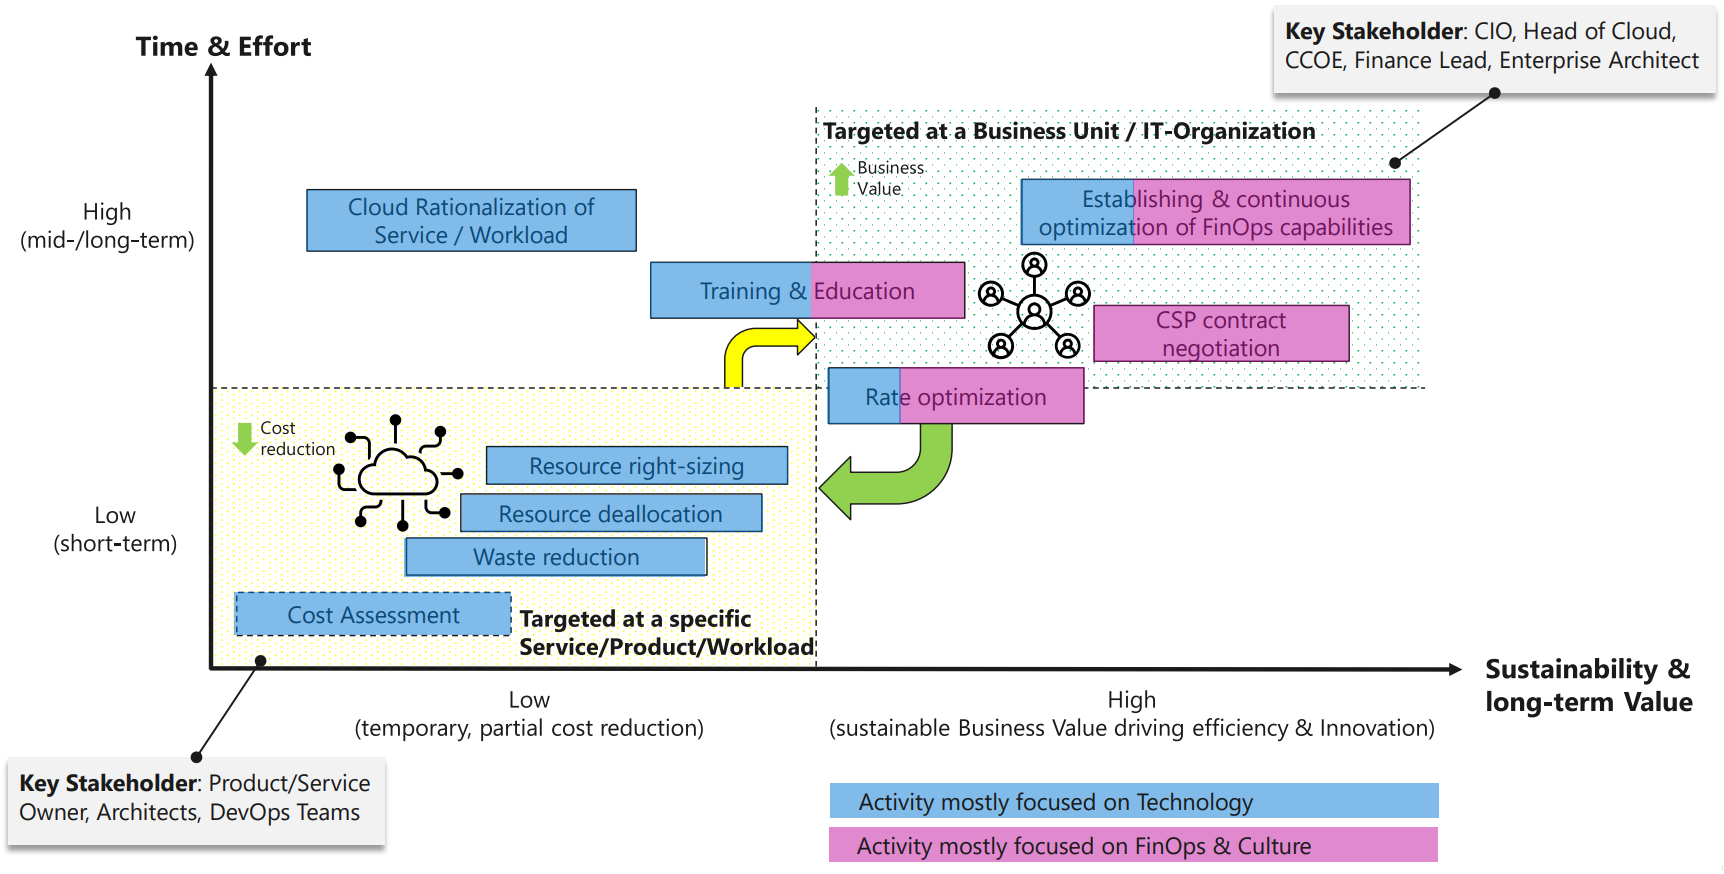 Key Stakeholder: CIO, Head of Cloud,
CCOE, Finance Lead, Enterprise Architect
Time & Effort
Targeted at a Business Unit / IT-Organization
Business
Value
High
(mid-/long-term)
Cloud Rationalization of
Service / Workload
Establishing & continuous
optimization of FinOps capabilities
Training & Education
CSP contract
negotiation
Rate optimization
Cost
reduction
Resource right-sizing
Resource deallocation
Waste reduction
Low
(short-term)
Cost Assessment
Targeted at a specific
Service/Product/Workload
Sustainability &
long-term Value
Low
(temporary, partial cost reduction)
High
(sustainable Business Value driving efficiency & Innovation)
Key Stakeholder: Product/Service
Owner, Architects, DevOps Teams
Activity mostly focused on Technology
Activity mostly focused on FinOps & Culture